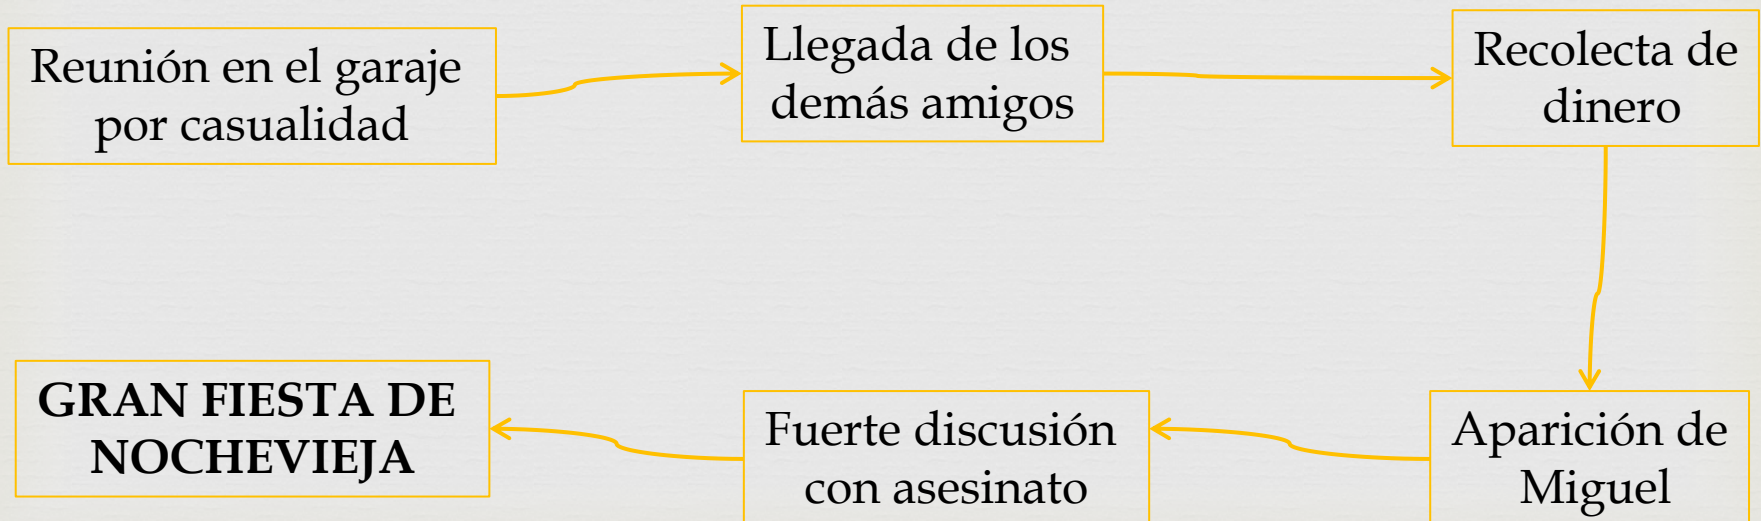 Reunión en el garaje
por casualidad
Llegada de los
demás amigos
Recolecta de
dinero
Aparición de
Miguel
Fuerte discusión
con asesinato
GRAN FIESTA DE
NOCHEVIEJA